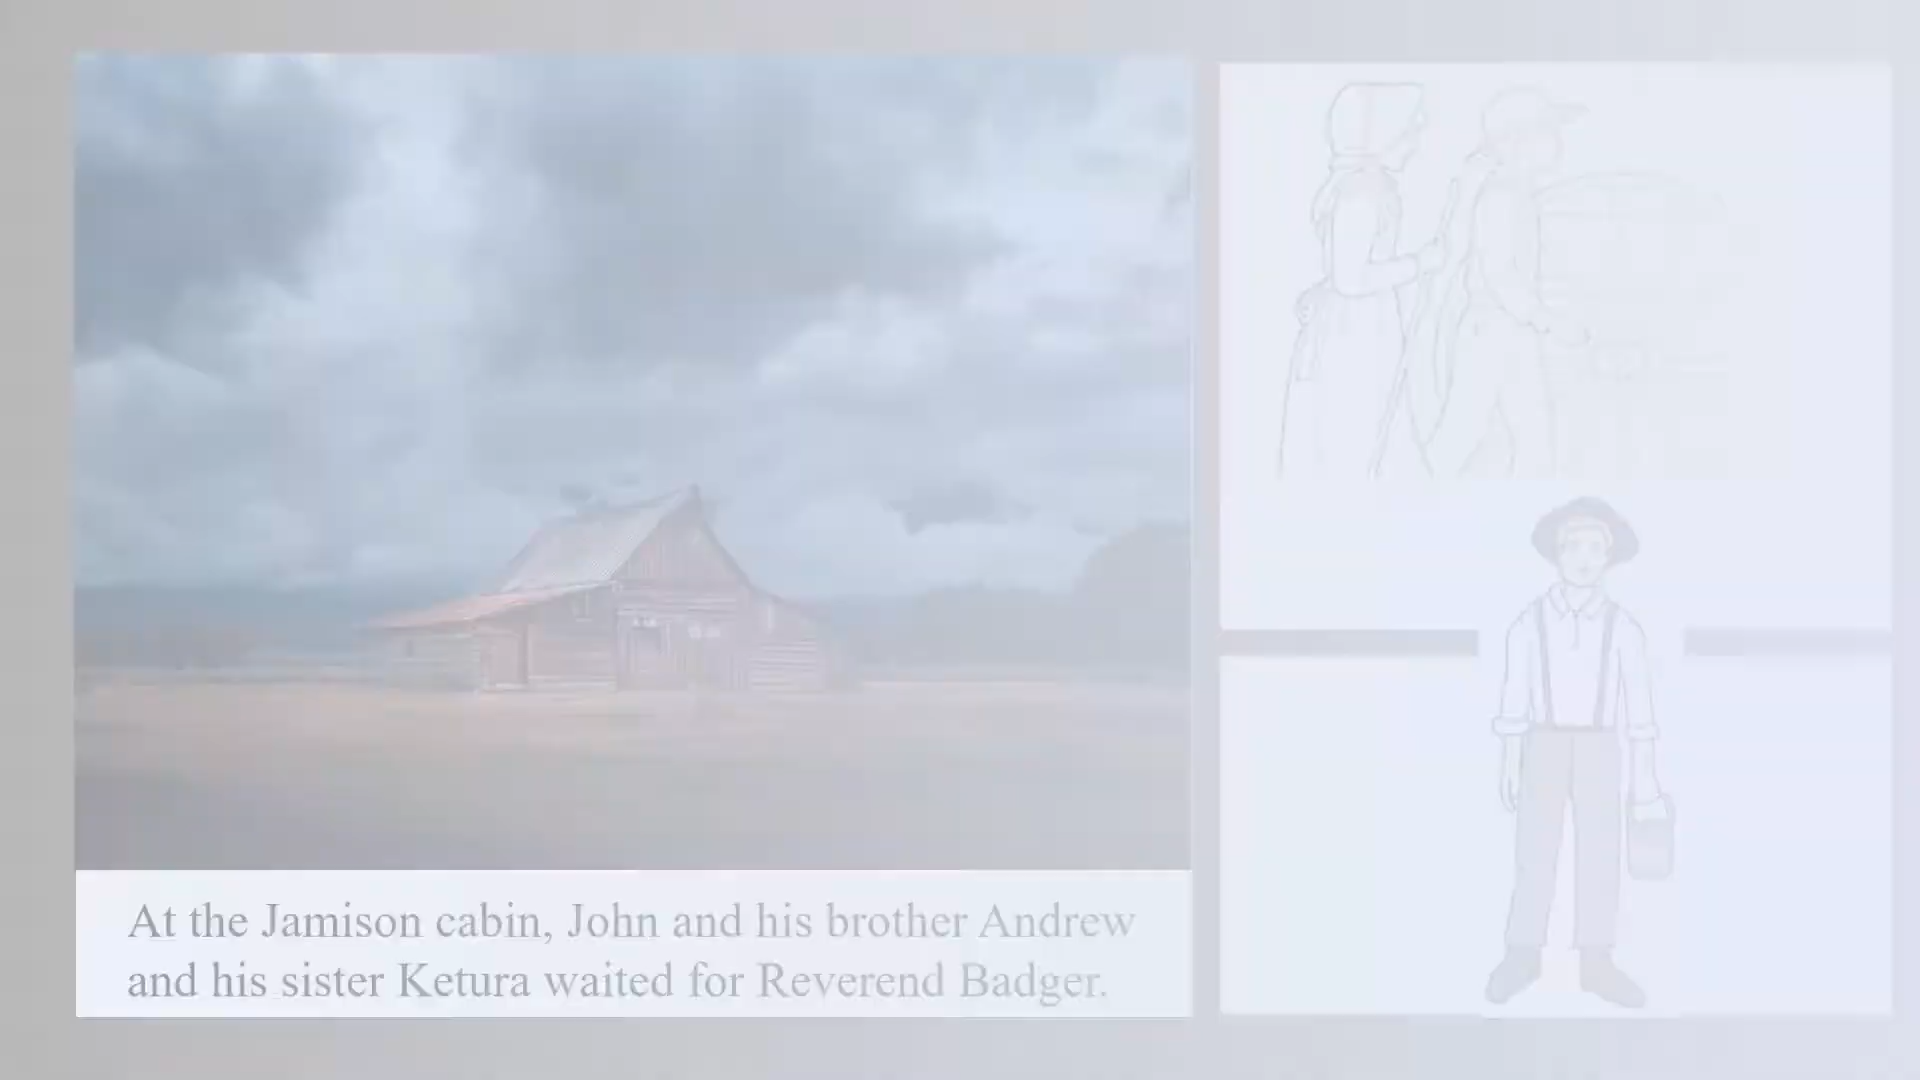 At the Jamison cabin, John and his brother Andrew
and his sister Ketura waited for Reverend Badger.